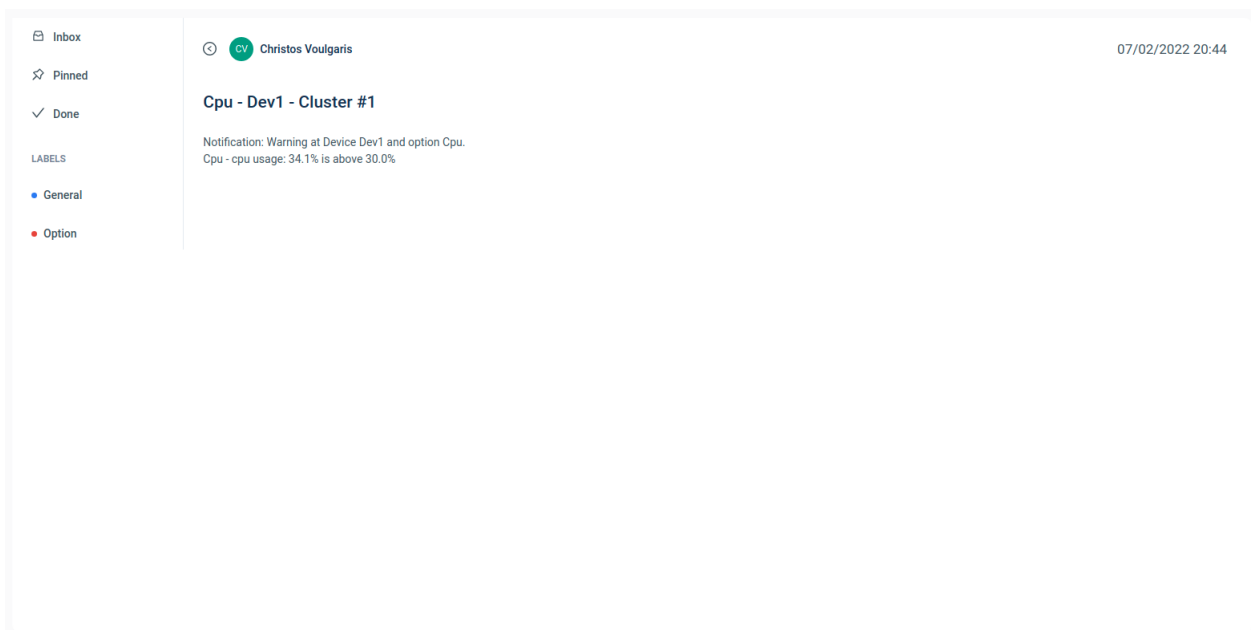 Inbox
Pinned
Done
LABELS
General
Option
CV Christos Voulgaris 07/02/2022 20:44
Cpu - Dev1 - Cluster #1
Notification: Warning at Device Dev1 and option Cpu.
Cpu - cpu usage: 34.1% is above 30.0%